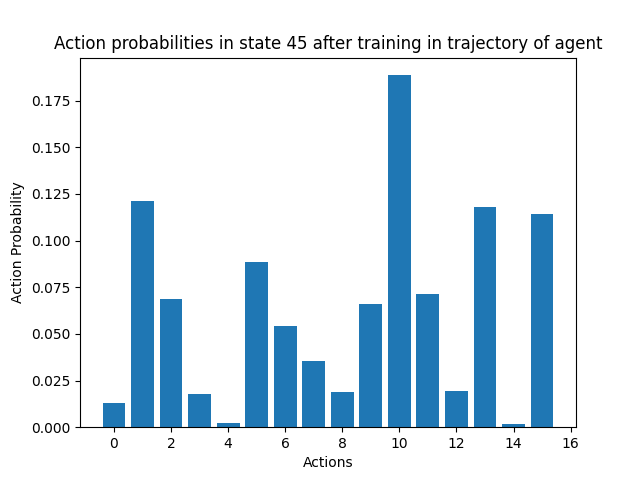 Action probabilities in state 45 after training in trajectory of agent
Action Probability
0.175
0.150
0.125
0.100
0.075
0.050
0.025
0.000
0 2 4 6 8 10 12 14 16
Actions